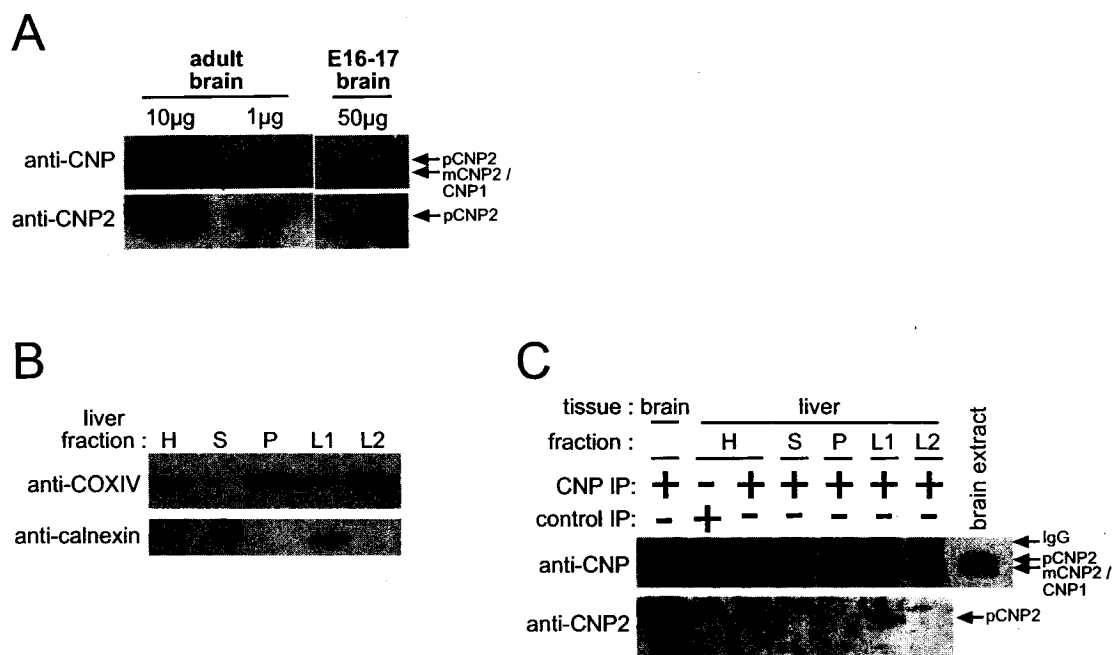 A
adult brain
E16-17 brain
10µg 1µg 50µg
anti-CNP
pCNP2
mCNP2 / CNP1
anti-CNP2
pCNP2
B
liver fraction : H S P L1 L2
anti-COXIV
anti-calnexin
C
tissue : brain liver
fraction : H S P L1 L2
brain extract
CNP IP: + - + + + + +
control IP: - + - - - - -
anti-CNP
IgG
pCNP2
mCNP2 / CNP1
anti-CNP2
pCNP2